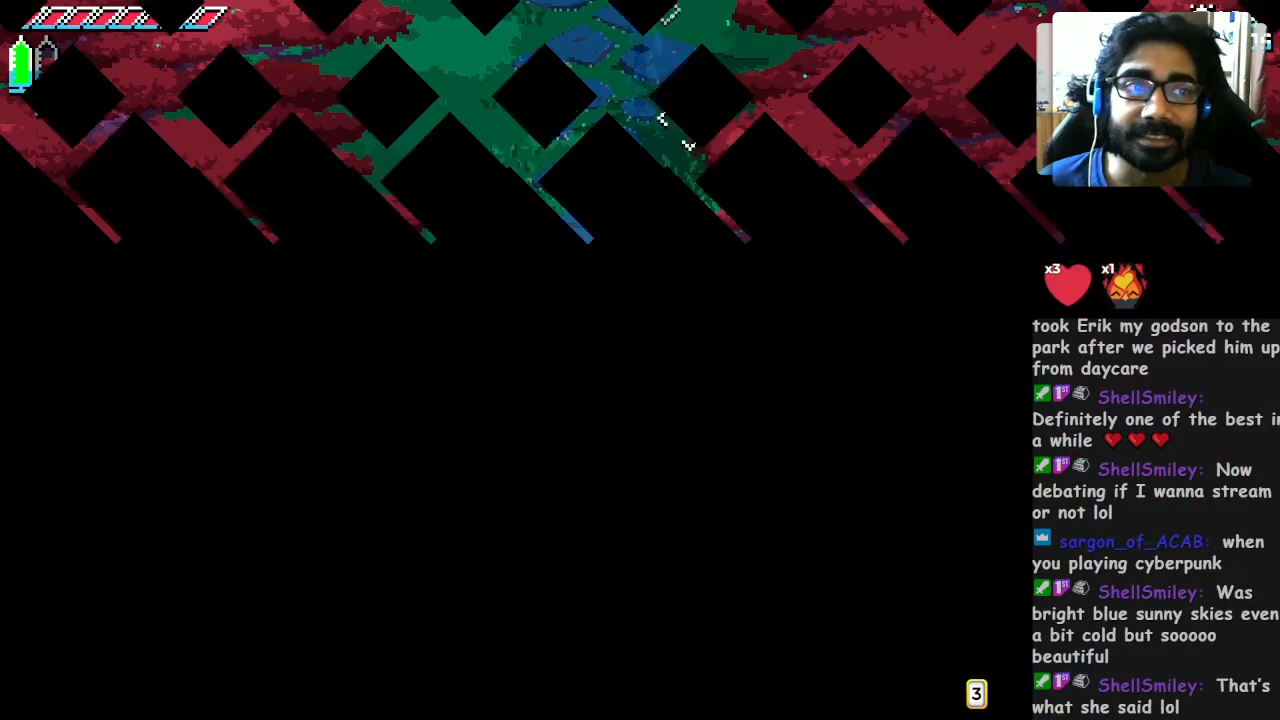 x3
x1
took Erik my godson to the
park after we picked him up
from daycare
ShellSmiley:
Definitely one of the best in
a while
ShellSmiley: Now
debating if I wanna stream
or not lol
sargon_of_ACAB: when
you playing cyberpunk
ShellSmiley: Was
bright blue sunny skies even
a bit cold but sooooo
beautiful
ShellSmiley: That's
what she said lol
3